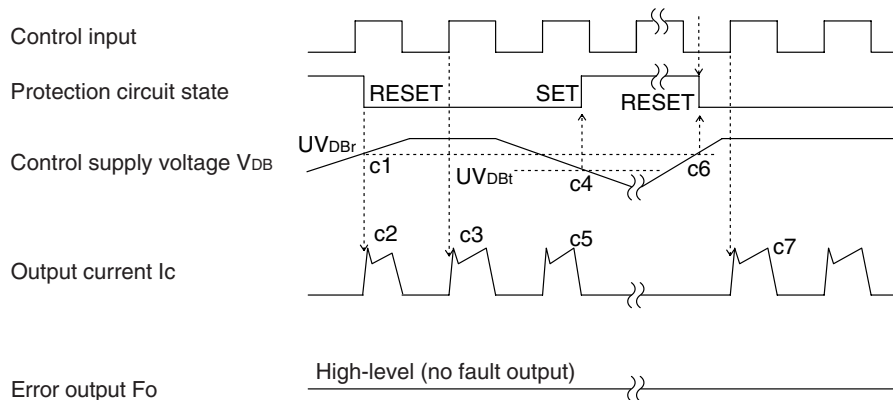 Control input
Protection circuit state
RESET
SET
RESET
UVDBr
Control supply voltage VDB
c1
UVDBt
c4
c6
c2
c3
c5
c7
Output current Ic
High-level (no fault output)
Error output Fo